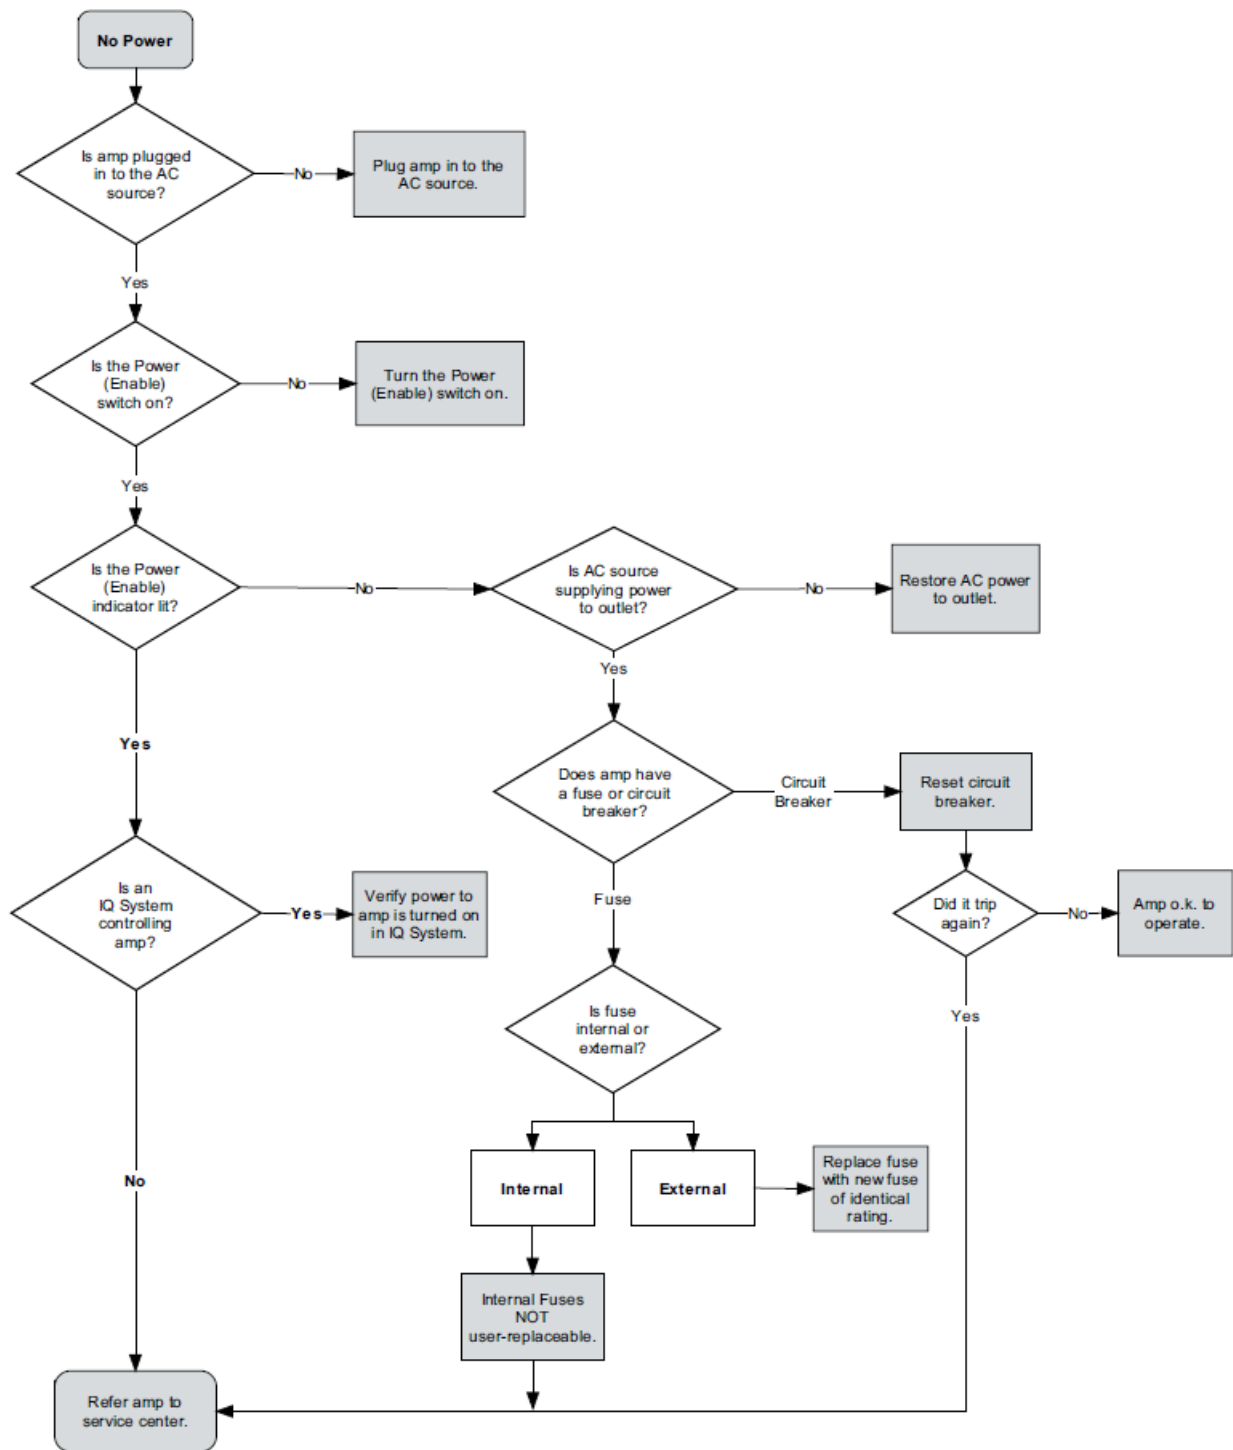 No Power
Is amp plugged
in to the AC
source?
No
Plug amp in to the
AC source.
Yes
Is the Power
(Enable)
switch on?
No
Turn the Power
(Enable) switch on.
Yes
Is the Power
(Enable)
indicator lit?
No
Is AC source
supplying power
to outlet?
No
Restore AC power
to outlet.
Yes
Yes
Does amp have
a fuse or circuit
breaker?
Circuit
Breaker
Reset circuit
breaker.
Is an
IQ System
controlling
amp?
Yes
Verify power to
amp is turned on
in IQ System.
Fuse
Did it trip
again?
No
Amp o.k. to
operate.
Is fuse
internal or
external?
Yes
No
Internal
External
Replace fuse
with new fuse
of identical
rating.
Internal Fuses
NOT
user-replaceable.
Refer amp to
service center.